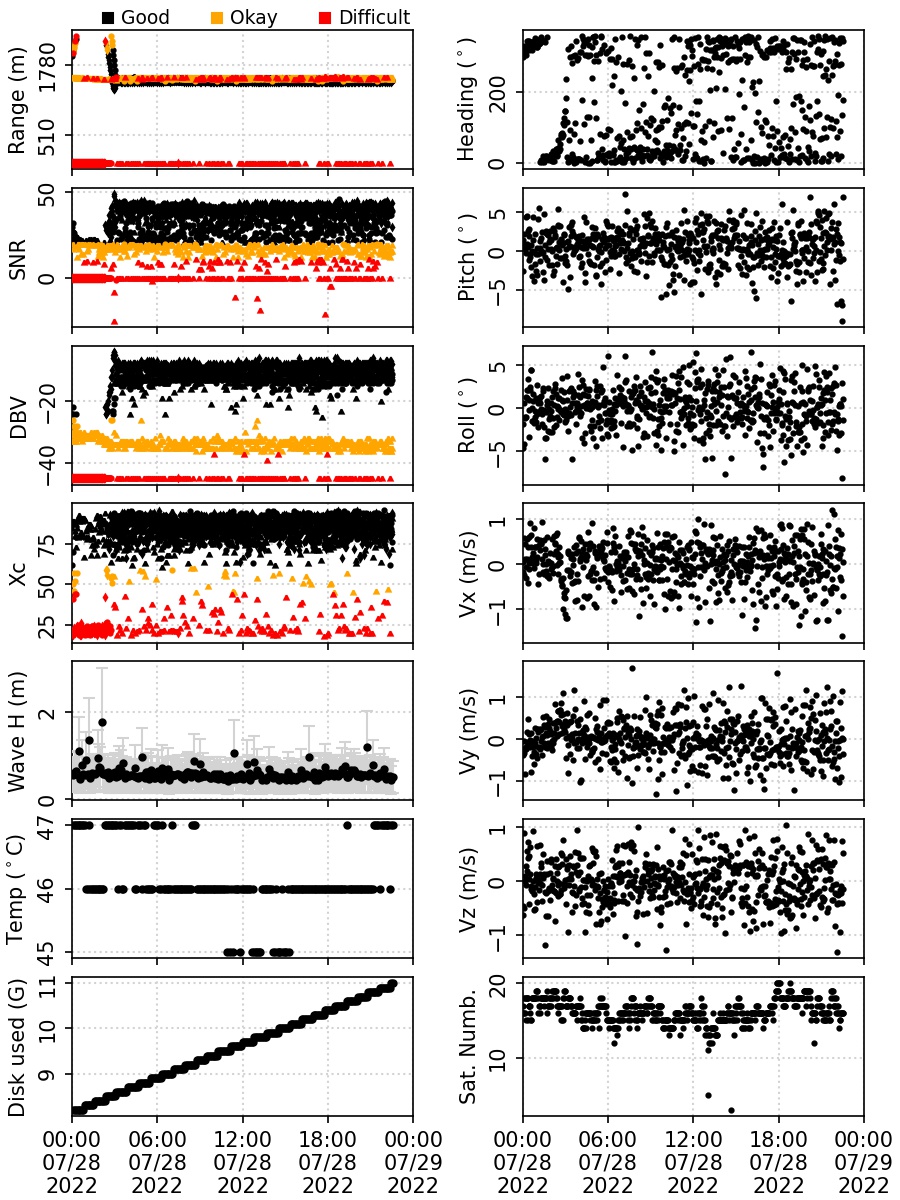 Good Okay Difficult
Range (m)
1780
510
Heading (°)
200
0
SNR
50
0
Pitch (°)
5
0
−5
DBV
−20
−40
Roll (°)
5
0
−5
Xc
75
50
25
Vx (m/s)
1
0
−1
Wave H (m)
2
0
Vy (m/s)
1
0
−1
Temp (°C)
47
46
45
Vz (m/s)
1
0
−1
Disk used (G)
11
10
9
Sat. Numb.
20
10
00:00 06:00 12:00 18:00 00:00
07/28 07/28 07/28 07/28 07/29
2022 2022 2022 2022 2022
00:00 06:00 12:00 18:00 00:00
07/28 07/28 07/28 07/28 07/29
2022 2022 2022 2022 2022